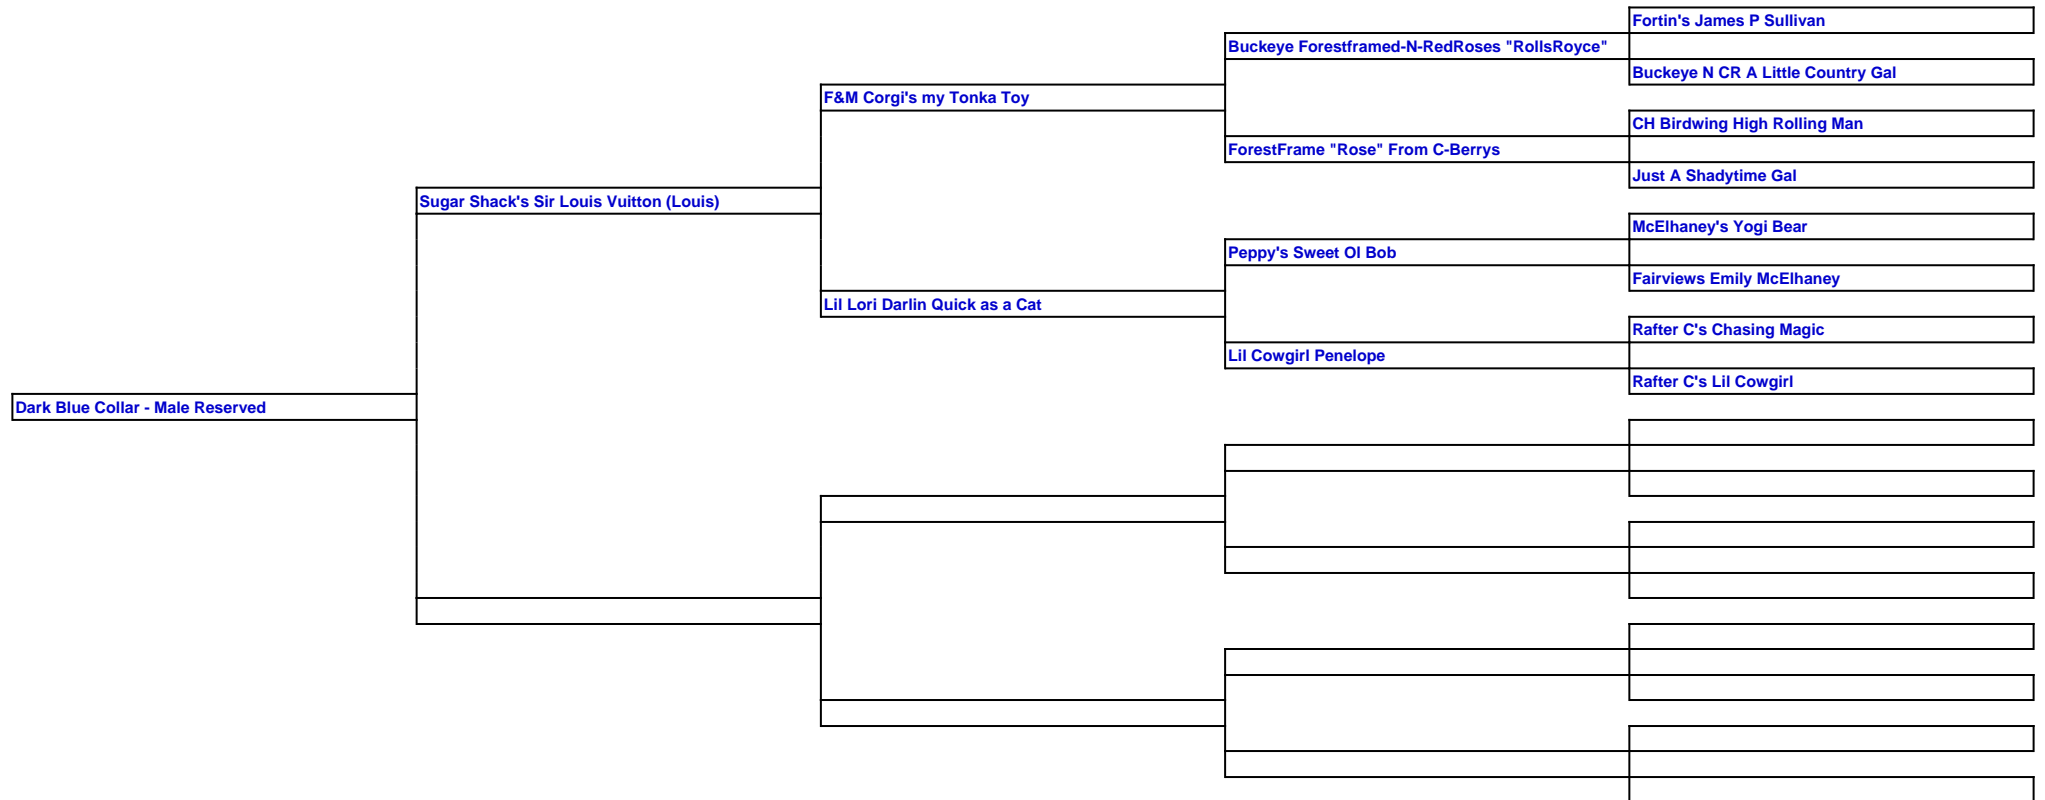 Fortin's James P Sullivan
Buckeye Forestframed-N-RedRoses "RollsRoyce"
Buckeye N CR A Little Country Gal
F&M Corgi's my Tonka Toy
CH Birdwing High Rolling Man
ForestFrame "Rose" From C-Berrys
Just A Shadytime Gal
Sugar Shack's Sir Louis Vuitton (Louis)
McElhaney's Yogi Bear
Peppy's Sweet Ol Bob
Fairviews Emily McElhaney
Lil Lori Darlin Quick as a Cat
Rafter C's Chasing Magic
Lil Cowgirl Penelope
Rafter C's Lil Cowgirl
Dark Blue Collar - Male Reserved